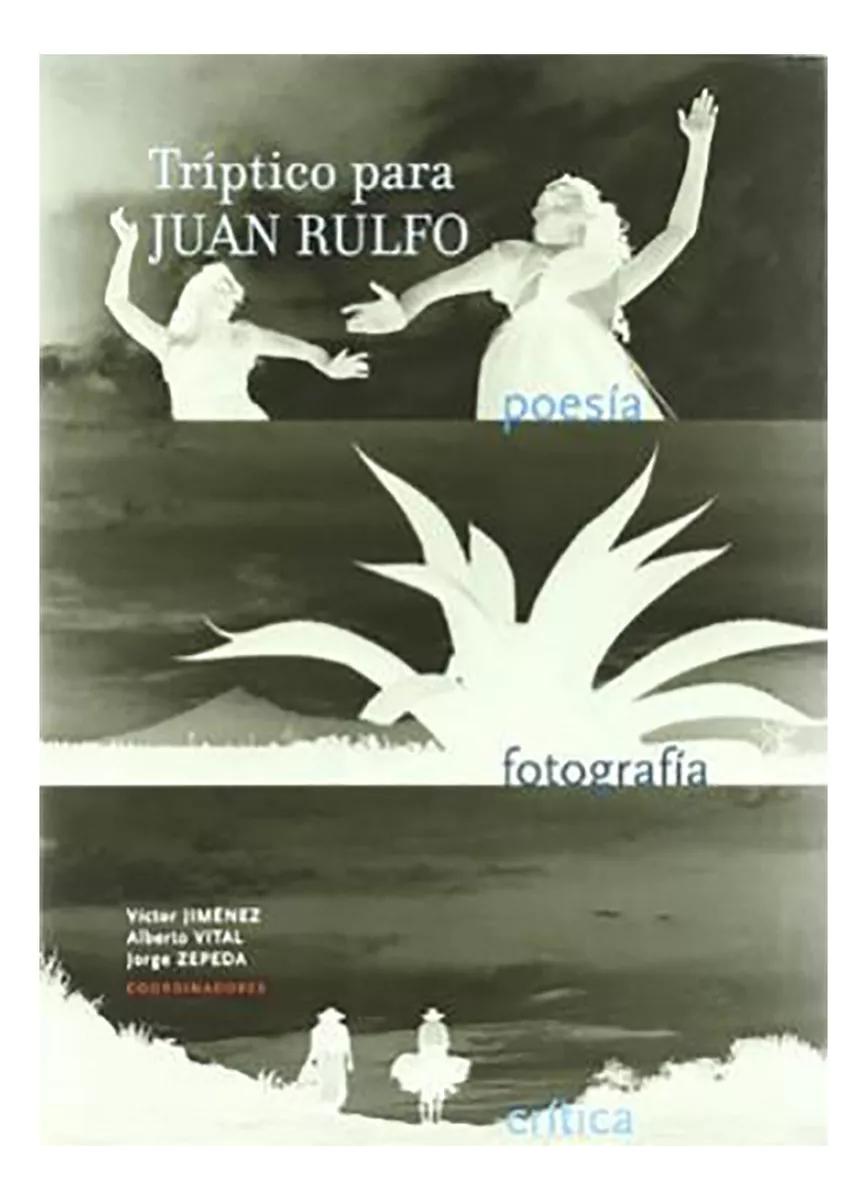 Tríptico para
JUAN RULFO
poesía
fotografía
Víctor JIMÉNEZ
Alberto VITAL
Jorge ZEPEDA
COORDINADORES
crítica